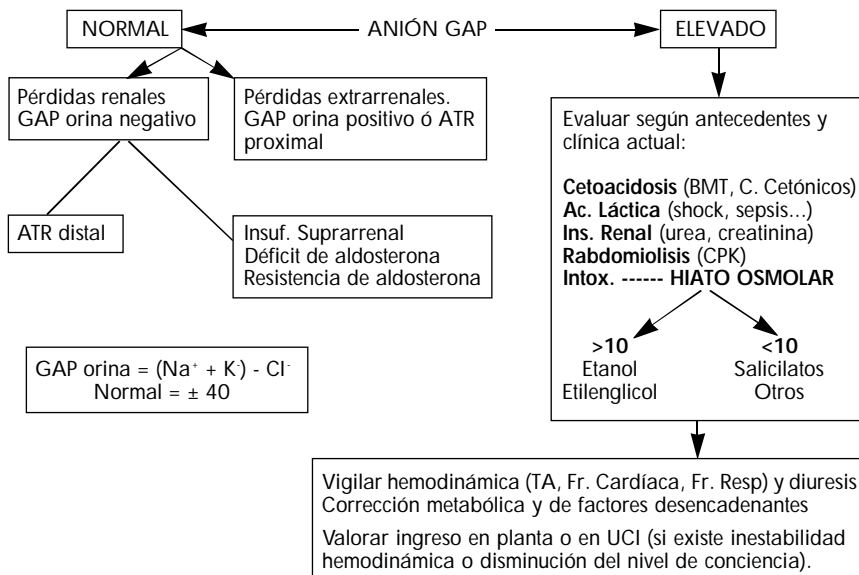 NORMAL
ANIÓN GAP
ELEVADO
Pérdidas renales
GAP orina negativo
Pérdidas extrarrenales.
GAP orina positivo ó ATR
proximal
ATR distal
Insuf. Suprarrenal
Déficit de aldosterona
Resistencia de aldosterona
GAP orina = (Na⁺ + K⁻) - Cl⁻
Normal = ± 40
Evaluar según antecedentes y
clínica actual:
Cetoacidosis (BMT, C. Cetónicos)
Ac. Láctica (shock, sepsis...)
Ins. Renal (urea, creatinina)
Rabdomiolisis (CPK)
Intox. ------ HIATO OSMOLAR
>10
Etanol
Etilenglicol
<10
Salicilatos
Otros
Vigilar hemodinámica (TA, Fr. Cardíaca, Fr. Resp) y diuresis
Corrección metabólica y de factores desencadenantes
Valorar ingreso en planta o en UCI (si existe inestabilidad
hemodinámica o disminución del nivel de conciencia).